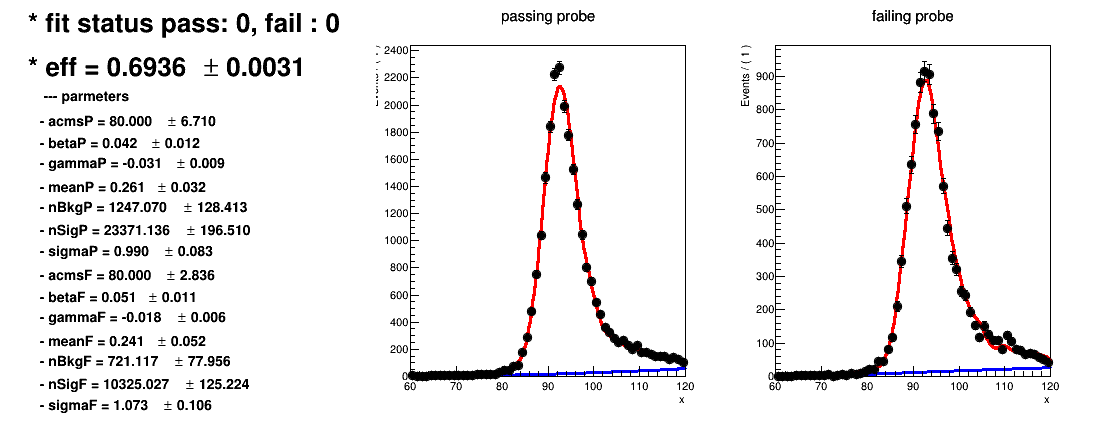 * fit status pass: 0, fail : 0
* eff = 0.6936 ± 0.0031
--- parmeters
- acmsP = 80.000 ± 6.710
- betaP = 0.042 ± 0.012
- gammaP = -0.031 ± 0.009
- meanP = 0.261 ± 0.032
- nBkgP = 1247.070 ± 128.413
- nSigP = 23371.136 ± 196.510
- sigmaP = 0.990 ± 0.083
- acmsF = 80.000 ± 2.836
- betaF = 0.051 ± 0.011
- gammaF = -0.018 ± 0.006
- meanF = 0.241 ± 0.052
- nBkgF = 721.117 ± 77.956
- nSigF = 10325.027 ± 125.224
- sigmaF = 1.073 ± 0.106
passing probe
2400
2200
2000
1800
1600
1400
1200
1000
800
600
400
200
0
60 70 80 90 100 110 120
x
failing probe
Events / ( 1 )
900
800
700
600
500
400
300
200
100
0
60 70 80 90 100 110 120
x